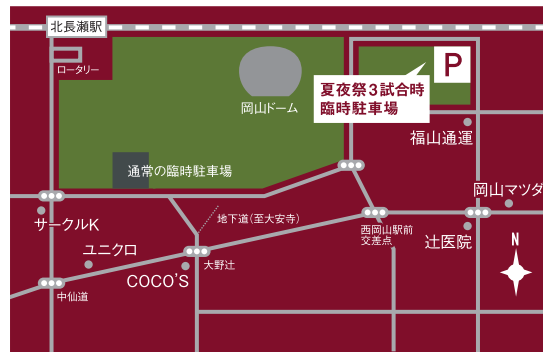 北長瀬駅
ロータリー
岡山ドーム
P
夏夜祭3試合時
臨時駐車場
福山通運
通常の臨時駐車場
岡山マツダ
サークルK
地下道(至大安寺)
西岡山駅前
交差点
辻医院
N
ユニクロ
大野辻
COCO'S
中仙道